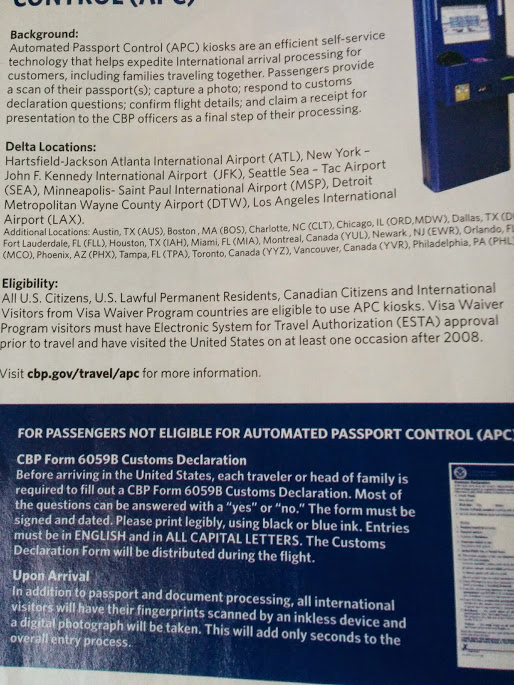 CONTROL (APC)
Background:
Automated Passport Control (APC) kiosks are an efficient self-service
technology that helps expedite International arrival processing for
customers, including families traveling together. Passengers provide
a scan of their passport(s); capture a photo; respond to customs
declaration questions; confirm flight details; and claim a receipt for
presentation to the CBP officers as a final step of their processing.
Delta Locations:
Hartsfield-Jackson Atlanta International Airport (ATL), New York –
John F. Kennedy International Airport (JFK), Seattle Sea – Tac Airport
(SEA), Minneapolis- Saint Paul International Airport (MSP), Detroit
Metropolitan Wayne County Airport (DTW), Los Angeles International
Airport (LAX).
Additional Locations: Austin, TX (AUS), Boston , MA (BOS), Charlotte, NC (CLT), Chicago, IL (ORD,MDW), Dallas, TX
Fort Lauderdale, FL (FLL), Houston, TX (IAH), Miami, FL (MIA), Montreal, Canada (YUL), Newark , NJ (EWR), Orlando,
(MCO), Phoenix, AZ (PHX), Tampa, FL (TPA), Toronto, Canada (YYZ), Vancouver, Canada (YVR), Philadelphia, PA (PHL)
Eligibility:
All U.S. Citizens, U.S. Lawful Permanent Residents, Canadian Citizens and International
Visitors from Visa Waiver Program countries are eligible to use APC kiosks. Visa Waiver
Program visitors must have Electronic System for Travel Authorization (ESTA) approval
prior to travel and have visited the United States on at least one occasion after 2008.
Visit cbp.gov/travel/apc for more information.
FOR PASSENGERS NOT ELIGIBLE FOR AUTOMATED PASSPORT CONTROL (APC)
CBP Form 6059B Customs Declaration
Before arriving in the United States, each traveler or head of family is
required to fill out a CBP Form 6059B Customs Declaration. Most of
the questions can be answered with a "yes" or "no." The form must be
signed and dated. Please print legibly, using black or blue ink. Entries
must be in ENGLISH and in ALL CAPITAL LETTERS. The Customs
Declaration Form will be distributed during the flight.
Upon Arrival
In addition to passport and document processing, all international
visitors will have their fingerprints scanned by an inkless device and
a digital photograph will be taken. This will add only seconds to the
overall entry process.